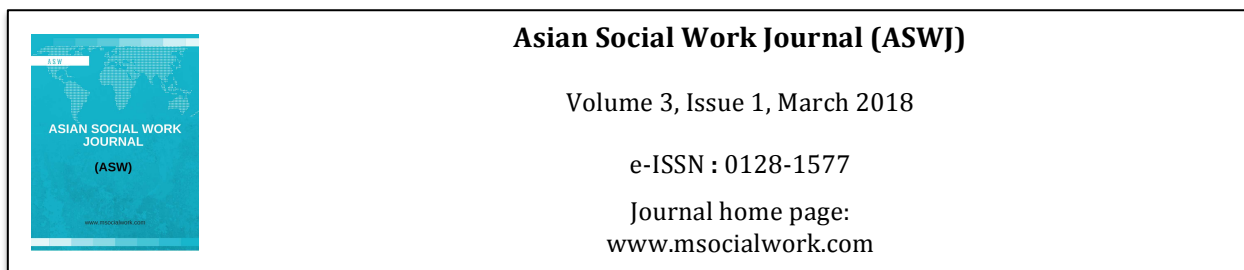 Asian Social Work Journal (ASWJ)
Volume 3, Issue 1, March 2018
e-ISSN : 0128-1577
Journal home page:
www.msocialwork.com
ASW
ASIAN SOCIAL WORK
JOURNAL
(ASW)
www.msocialwork.com